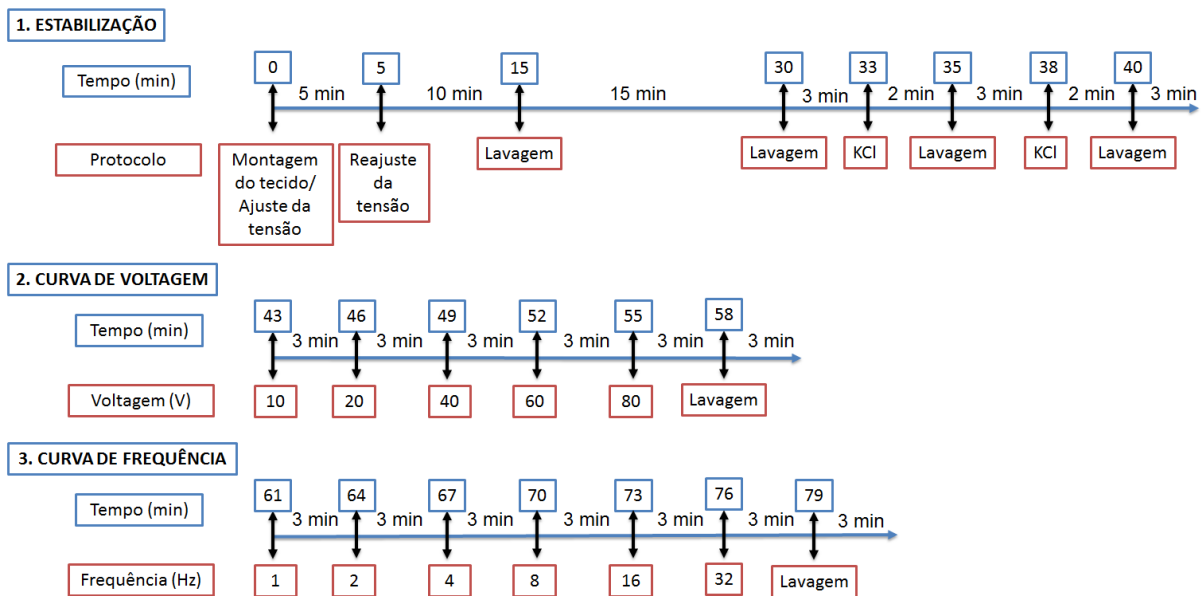 1. ESTABILIZAÇÃO
Tempo (min)
0 5 15 30 33 35 38 40
5 min 10 min 15 min 3 min 2 min 3 min 2 min 3 min
Protocolo
Montagem
do tecido/
Ajuste da
tensão
Reajuste
da
tensão
Lavagem
Lavagem
KCl
Lavagem
KCl
Lavagem
2. CURVA DE VOLTAGEM
Tempo (min)
43 46 49 52 55 58
3 min 3 min 3 min 3 min 3 min 3 min
Voltagem (V)
10 20 40 60 80 Lavagem
3. CURVA DE FREQUÊNCIA
Tempo (min)
61 64 67 70 73 76 79
3 min 3 min 3 min 3 min 3 min 3 min 3 min
Frequência (Hz)
1 2 4 8 16 32 Lavagem